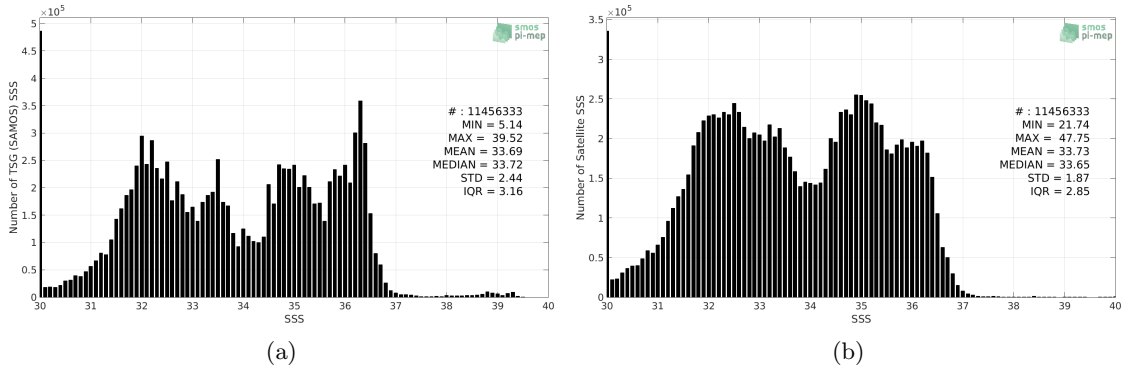 ×10⁵
5
4.5
4
3.5
3
2.5
2
1.5
1
0.5
0
Number of TSG (SAMOS) SSS
30 31 32 33 34 35 36 37 38 39 40
SSS
smos
pi-mep
# : 11456333
MIN = 5.14
MAX = 39.52
MEAN = 33.69
MEDIAN = 33.72
STD = 2.44
IQR = 3.16
(a)
×10⁵
3.5
3
2.5
2
1.5
1
0.5
0
Number of Satellite SSS
30 31 32 33 34 35 36 37 38 39 40
SSS
smos
pi-mep
# : 11456333
MIN = 21.74
MAX = 47.75
MEAN = 33.73
MEDIAN = 33.65
STD = 1.87
IQR = 2.85
(b)